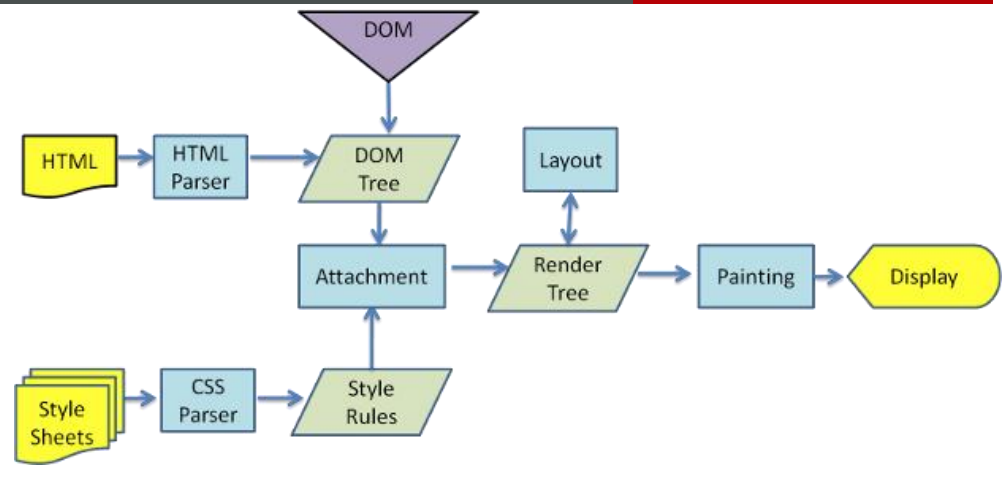 DOM
HTML
HTML
Parser
DOM
Tree
Layout
Attachment
Render
Tree
Painting
Display
Style
Sheets
CSS
Parser
Style
Rules